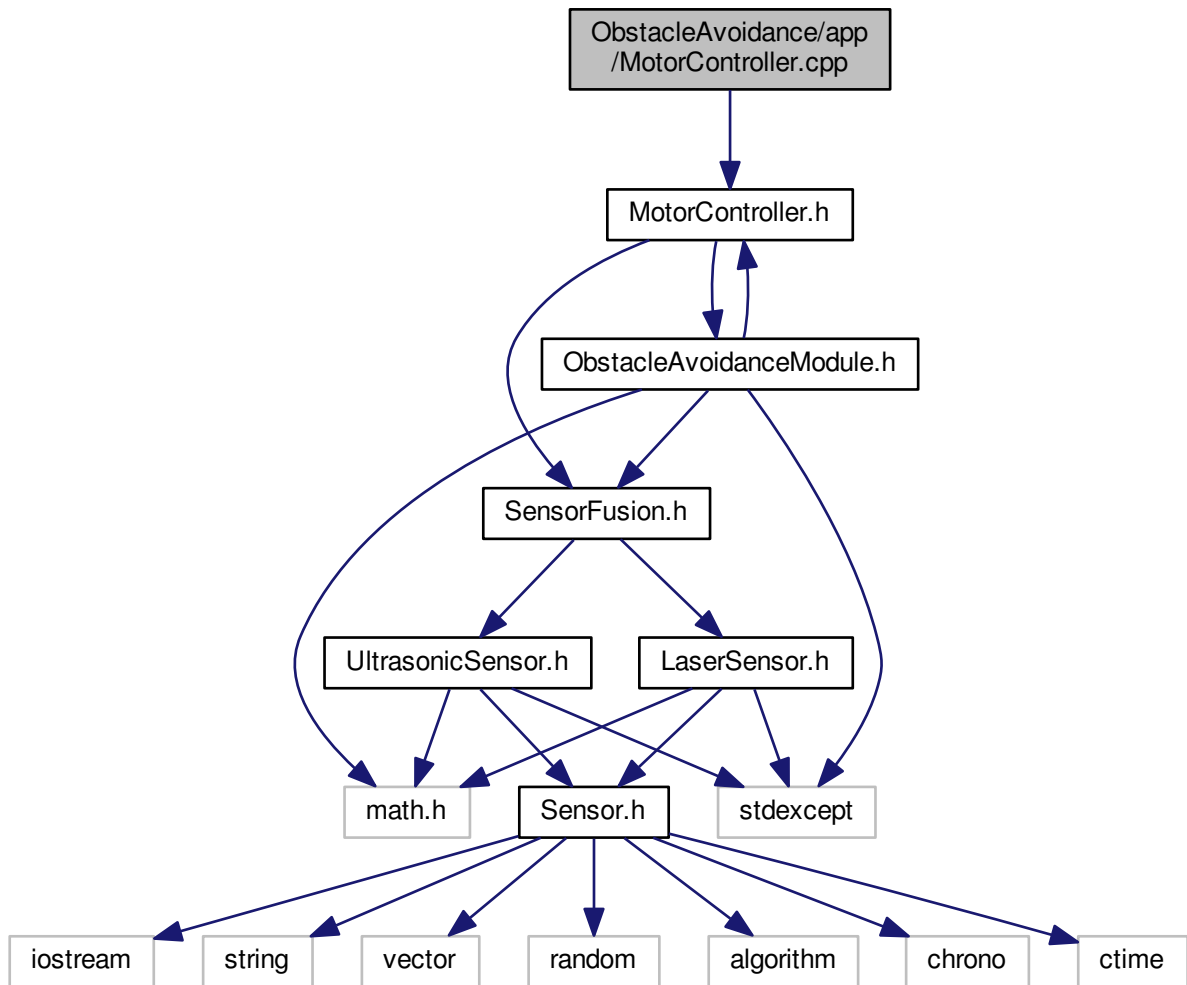 ObstacleAvoidance/app
/MotorController.cpp
MotorController.h
ObstacleAvoidanceModule.h
SensorFusion.h
UltrasonicSensor.h
LaserSensor.h
math.h
Sensor.h
stdexcept
iostream
string
vector
random
algorithm
chrono
ctime